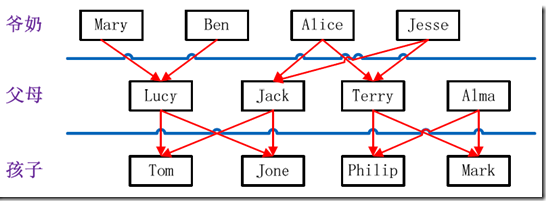 爷奶 Mary Ben Alice Jesse
父母 Lucy Jack Terry Alma
孩子 Tom Jone Philip Mark